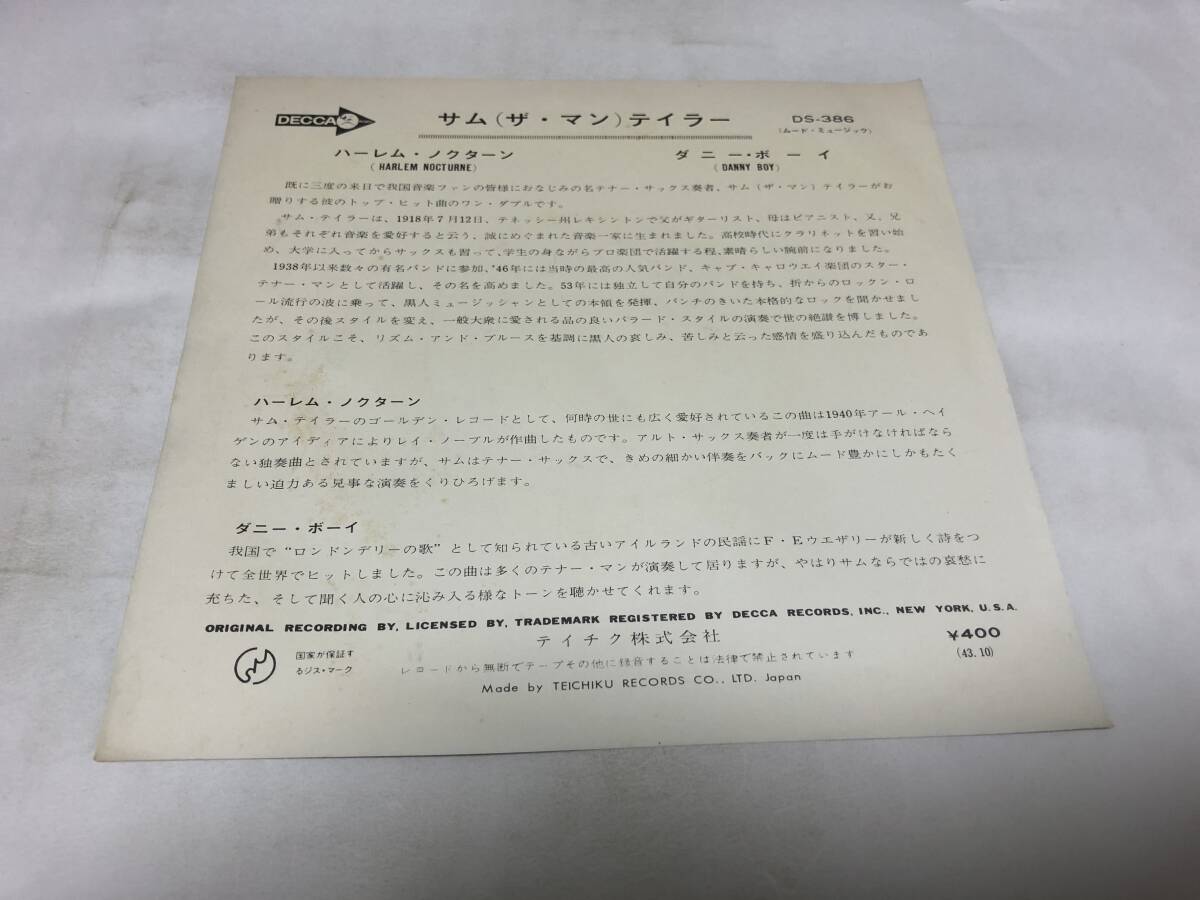 DECCA サム(ザ・マン)テイラー DS-386
(ムード・ミュージック)
ハーレム・ノクターン ダニー・ボーイ
(HARLEM NOCTURNE) (DANNY BOY)
既に三度の来日で我国音楽ファンの皆様におなじみの名テナー・サックス奏者、サム(ザ・マン)テイラーがお
贈りする彼のトップ・ヒット曲のワン・ダブルです。
サム・テイラーは、1918年7月12日、テネッシー州レキシントンで父がギターリスト、母はピアニスト、又、兄
弟もそれぞれ音楽を愛好すると云う、誠にめぐまれた音楽一家に生まれました。高校時代にクラリネットを習い始
め、大学に入ってからサックスも習って、学生の身ながらプロ楽団で活躍する程、素晴らしい腕前になりました。
1938年以来数々の有名バンドに参加、'46年には当時の最高の人気バンド、キャブ・キャロウエイ楽団のスター・
テナー・マンとして活躍し、その名を高めました。53年には独立して自分のバンドを持ち、折からのロックン・ロ
ール流行の波に乗って、黒人ミュージッシャンとしての本領を発揮、パンチのきいた本格的なロックを聞かせまし
たが、その後スタイルを変え、一般大衆に愛される品の良いバラード・スタイルの演奏で世の絶讃を博しました。
このスタイルこそ、リズム・アンド・ブルースを基調に黒人の哀しみ、苦しみと云った感情を盛り込んだものであ
ります。
ハーレム・ノクターン
サム・テイラーのゴールデン・レコードとして、何時の世にも広く愛好されているこの曲は1940年アール・ヘイ
ゲンのアイディアによりレイ・ノーブルが作曲したものです。アルト・サックス奏者が一度は手がけなければなら
ない独奏曲とされていますが、サムはテナー・サックスで、きめの細かい伴奏をバックにムード豊かにしかもたく
ましい迫力ある見事な演奏をくりひろげます。
ダニー・ボーイ
我国で“ロンドンデリーの歌”として知られている古いアイルランドの民謡にF・Eウエザリーが新しく詩をつ
けて全世界でヒットしました。この曲は多くのテナー・マンが演奏して居りますが、やはりサムならではの哀愁に
充ちた、そして聞く人の心に沁み入る様なトーンを聴かせてくれます。
ORIGINAL RECORDING BY, LICENSED BY, TRADEMARK REGISTERED BY DECCA RECORDS, INC., NEW YORK, U.S.A.
テイチク株式会社 ¥400
国家が保証す (43.10)
るジス・マーク レコードから無断でテープその他に録音することは法律で禁止されています
Made by TEICHIKU RECORDS CO., LTD. Japan